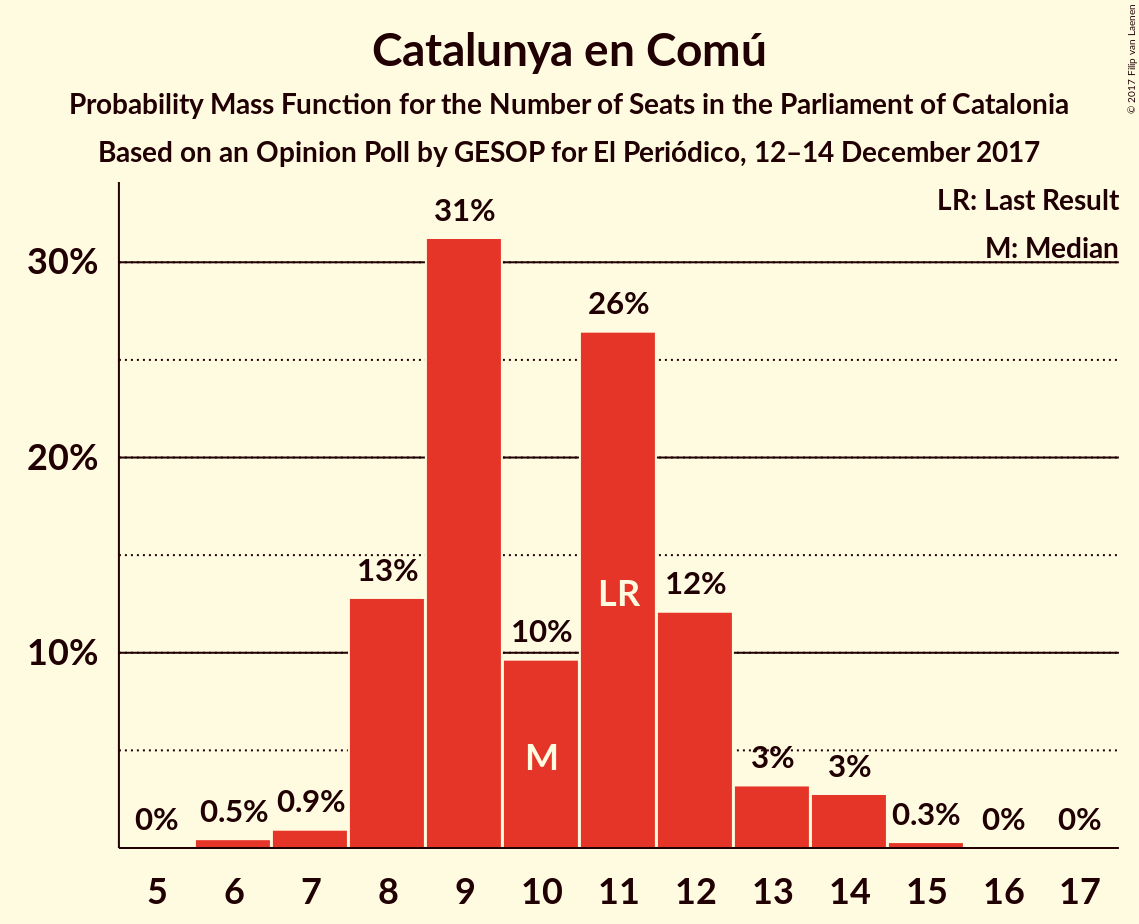 Catalunya en Comú
Probability Mass Function for the Number of Seats in the Parliament of Catalonia
Based on an Opinion Poll by GESOP for El Periódico, 12–14 December 2017
© 2017 Filip van Laenen
LR: Last Result
M: Median
30%
20%
10%
0%
0.5%
0.9%
13%
31%
10%
26%
12%
3%
3%
0.3%
0%
0%
LR
M
5 6 7 8 9 10 11 12 13 14 15 16 17